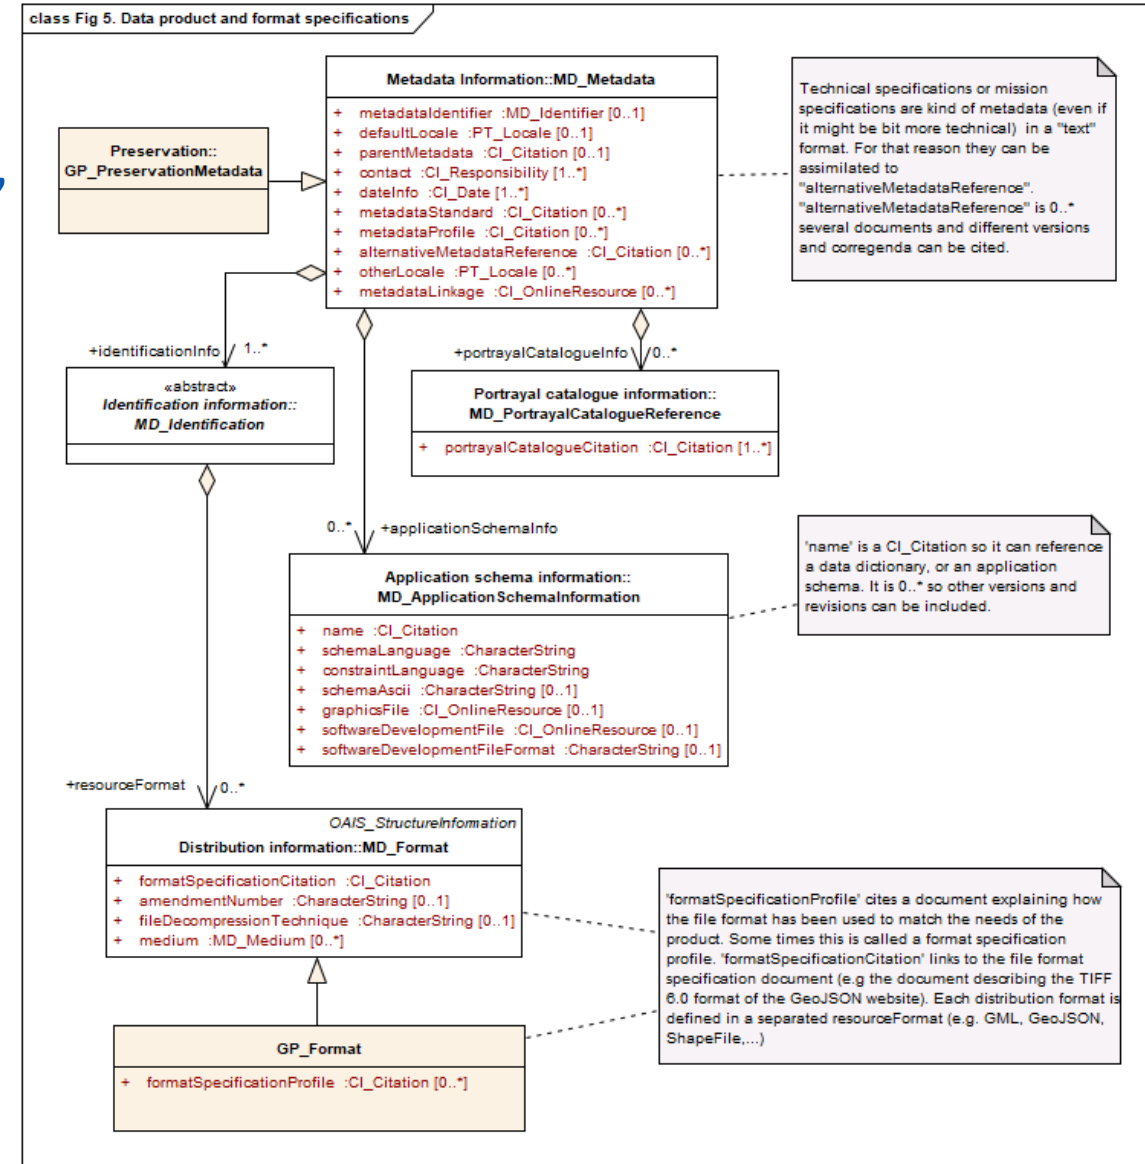 class Fig 5. Data product and format specifications
Metadata Information::MD_Metadata
+ metadataIdentifier :MD_Identifier [0..1]
+ defaultLocale :PT_Locale [0..1]
+ parentMetadata :CI_Citation [0..1]
+ contact :CI_Responsibility [1..*]
+ dateInfo :CI_Date [1..*]
+ metadataStandard :CI_Citation [0..*]
+ metadataProfile :CI_Citation [0..*]
+ alternativeMetadataReference :CI_Citation [0..*]
+ otherLocale :PT_Locale [0..*]
+ metadataLinkage :CI_OnlineResource [0..*]
Technical specifications or mission
specifications are kind of metadata (even if
it might be bit more technical) in a "text"
format. For that reason they can be
assimilated to
"alternativeMetadataReference".
"alternativeMetadataReference" is 0..*
several documents and different versions
and corregenda can be cited.
Preservation::
GP_PreservationMetadata
+identificationInfo
1..*
+portrayalCatalogueInfo
0..*
«abstract»
Identification information::
MD_Identification
Portrayal catalogue information::
MD_PortrayalCatalogueReference
+ portrayalCatalogueCitation :CI_Citation [1..*]
0..*
+applicationSchemaInfo
Application schema information::
MD_ApplicationSchemaInformation
+ name :CI_Citation
+ schemaLanguage :CharacterString
+ constraintLanguage :CharacterString
+ schemaAscii :CharacterString [0..1]
+ graphicsFile :CI_OnlineResource [0..1]
+ softwareDevelopmentFile :CI_OnlineResource [0..1]
+ softwareDevelopmentFileFormat :CharacterString [0..1]
'name' is a CI_Citation so it can reference
a data dictionary, or an application
schema. It is 0..* so other versions and
revisions can be included.
+resourceFormat
0..*
OAIS_StructureInformation
Distribution information::MD_Format
+ formatSpecificationCitation :CI_Citation
+ amendmentNumber :CharacterString [0..1]
+ fileDecompressionTechnique :CharacterString [0..1]
+ medium :MD_Medium [0..*]
'formatSpecificationProfile' cites a document explaining how
the file format has been used to match the needs of the
product. Some times this is called a format specification
profile. 'formatSpecificationCitation' links to the file format
specification document (e.g the document describing the TIFF
6.0 format of the GeoJSON website). Each distribution format is
defined in a separated resourceFormat (e.g. GML, GeoJSON,
ShapeFile,...)
GP_Format
+ formatSpecificationProfile :CI_Citation [0..*]